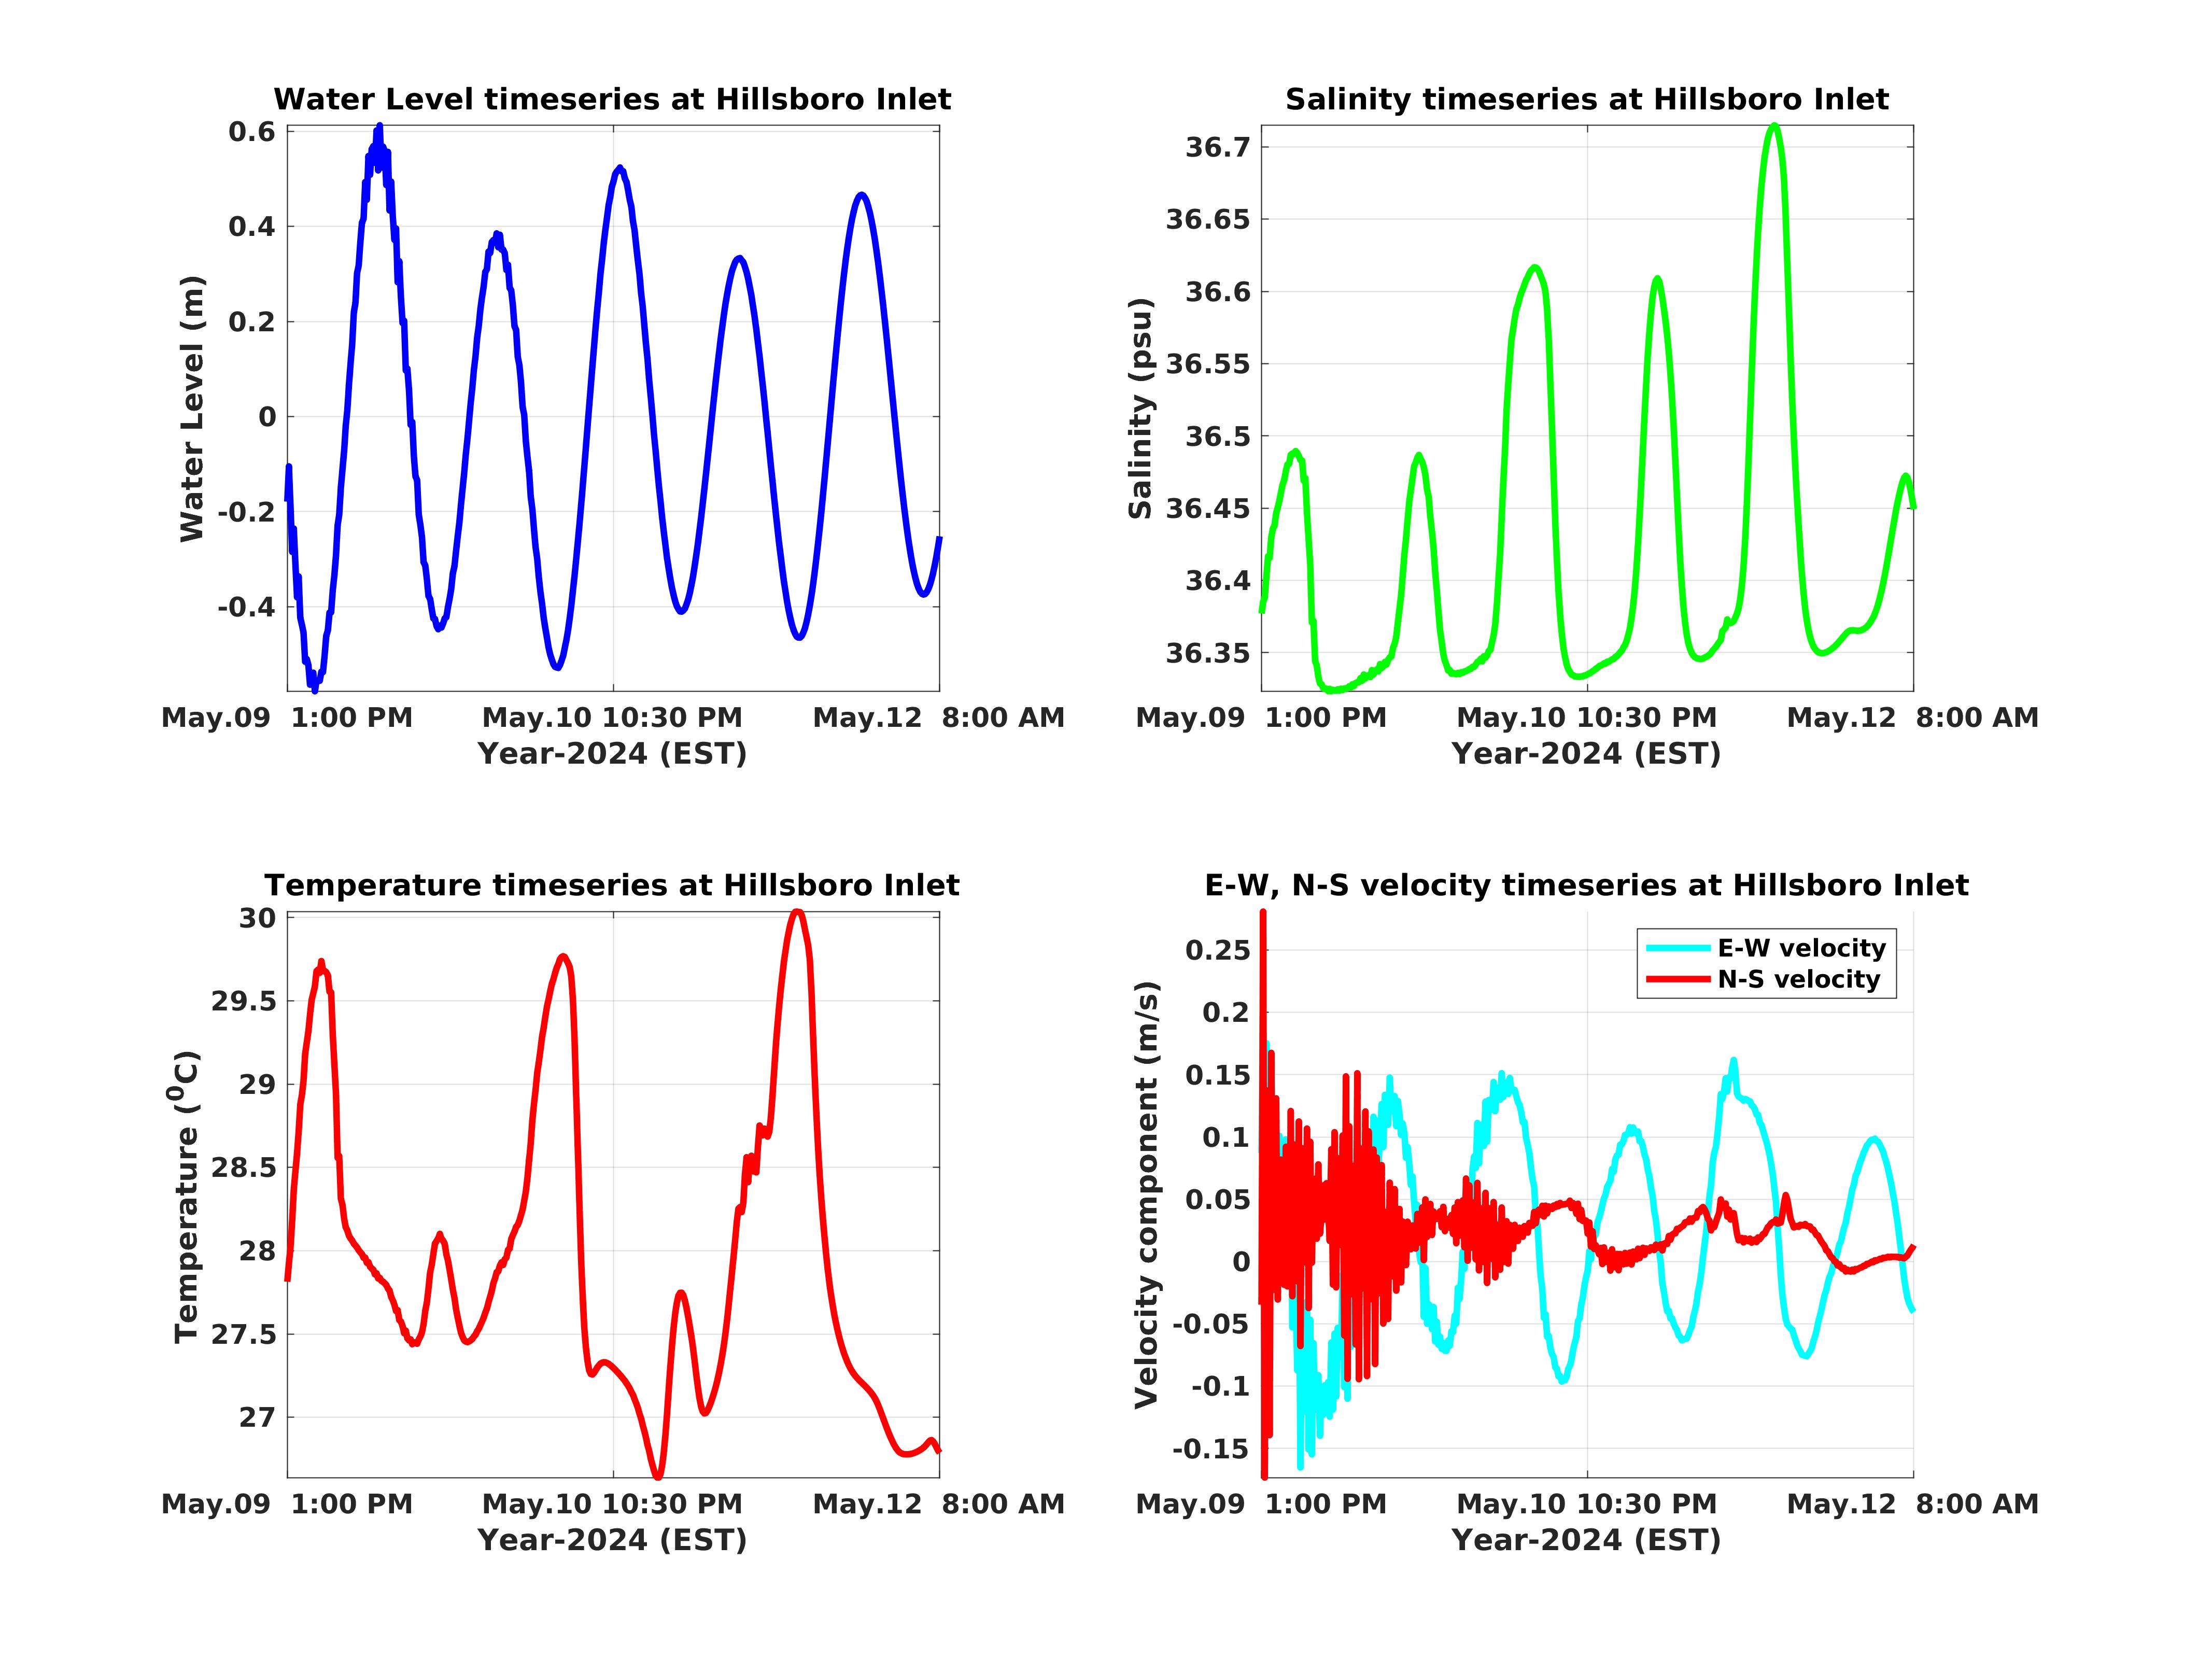 Water Level timeseries at Hillsboro Inlet
0.6
0.4
0.2
0
-0.2
-0.4
Water Level (m)
May.09 1:00 PM
May.10 10:30 PM
May.12 8:00 AM
Year-2024 (EST)
Salinity timeseries at Hillsboro Inlet
36.7
36.65
36.6
36.55
36.5
36.45
36.4
36.35
Salinity (psu)
May.09 1:00 PM
May.10 10:30 PM
May.12 8:00 AM
Year-2024 (EST)
Temperature timeseries at Hillsboro Inlet
30
29.5
29
28.5
28
27.5
27
Temperature (⁰C)
May.09 1:00 PM
May.10 10:30 PM
May.12 8:00 AM
Year-2024 (EST)
E-W, N-S velocity timeseries at Hillsboro Inlet
E-W velocity
N-S velocity
0.25
0.2
0.15
0.1
0.05
0
-0.05
-0.1
-0.15
Velocity component (m/s)
May.09 1:00 PM
May.10 10:30 PM
May.12 8:00 AM
Year-2024 (EST)